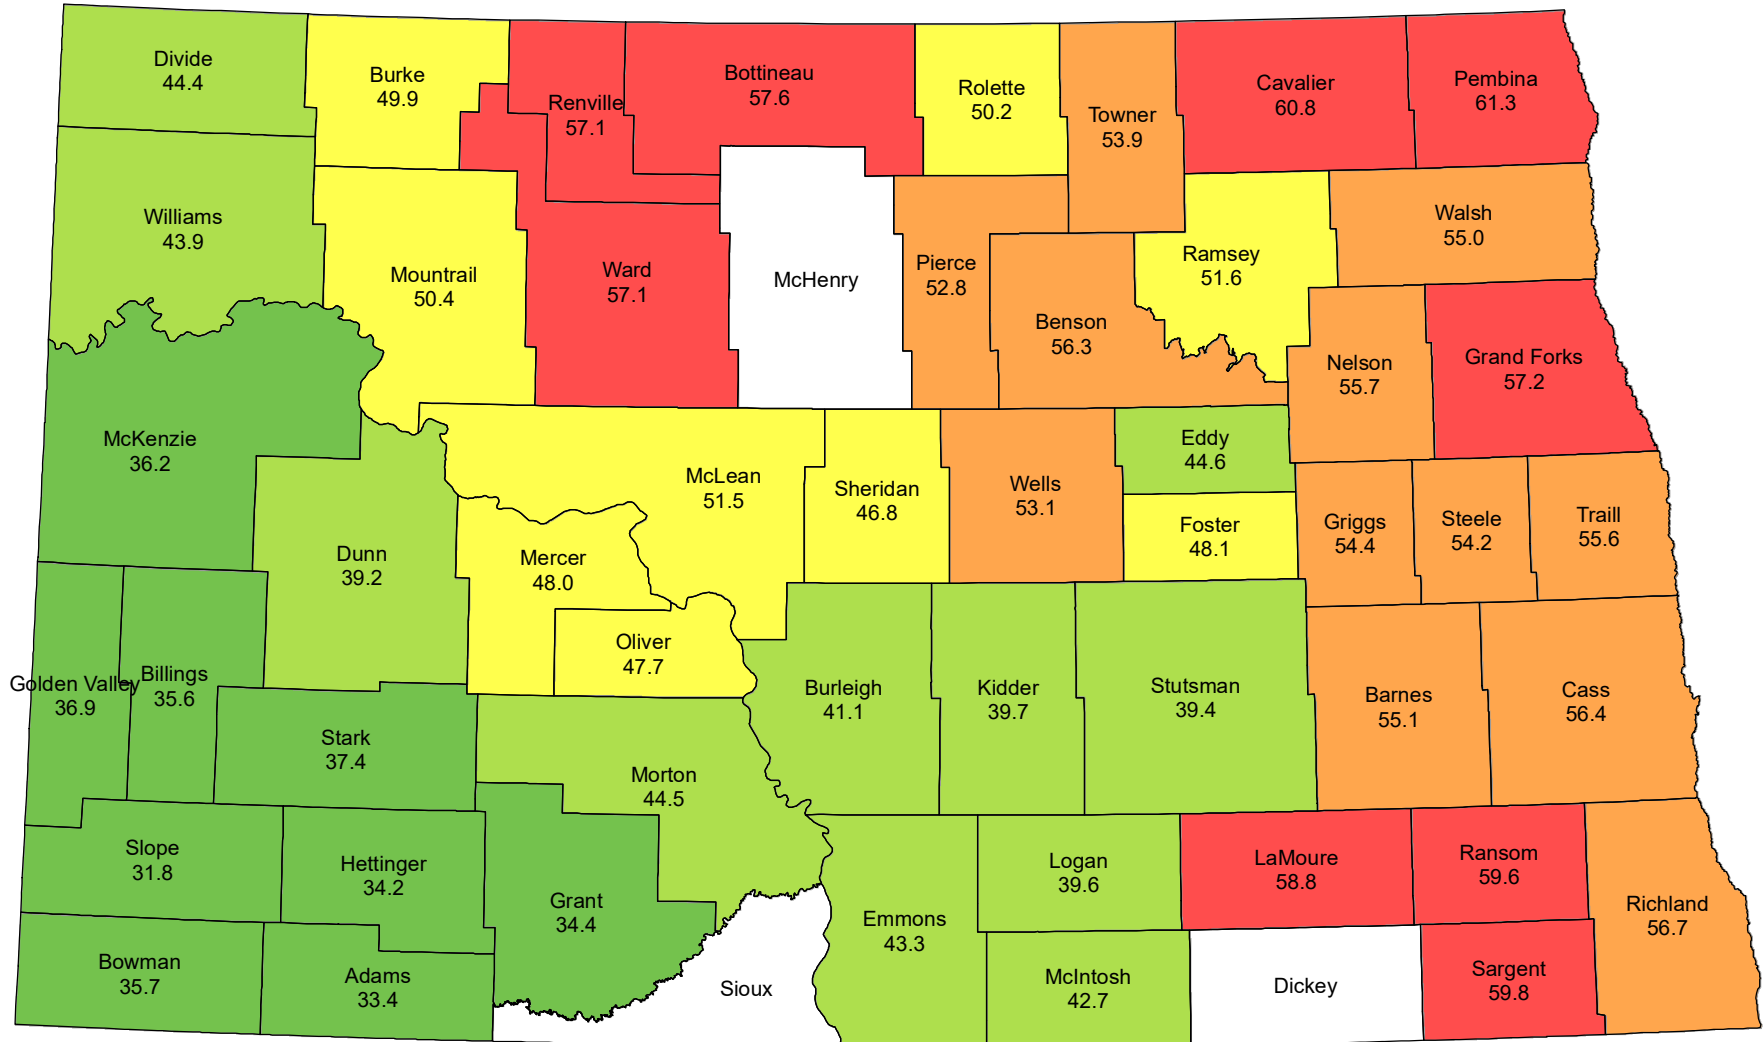 Divide
44.4
Burke
49.9
Renville
57.1
Bottineau
57.6
Rolette
50.2
Towner
53.9
Cavalier
60.8
Pembina
61.3
Williams
43.9
Mountrail
50.4
Ward
57.1
McHenry
Pierce
52.8
Benson
56.3
Ramsey
51.6
Walsh
55.0
Nelson
55.7
Grand Forks
57.2
McKenzie
36.2
Dunn
39.2
McLean
51.5
Mercer
48.0
Oliver
47.7
Sheridan
46.8
Wells
53.1
Eddy
44.6
Foster
48.1
Griggs
54.4
Steele
54.2
Traill
55.6
Golden Valley
36.9
Billings
35.6
Stark
37.4
Morton
44.5
Burleigh
41.1
Kidder
39.7
Stutsman
39.4
Barnes
55.1
Cass
56.4
Slope
31.8
Hettinger
34.2
Grant
34.4
Emmons
43.3
Logan
39.6
LaMoure
58.8
Ransom
59.6
Richland
56.7
Bowman
35.7
Adams
33.4
Sioux
McIntosh
42.7
Dickey
Sargent
59.8